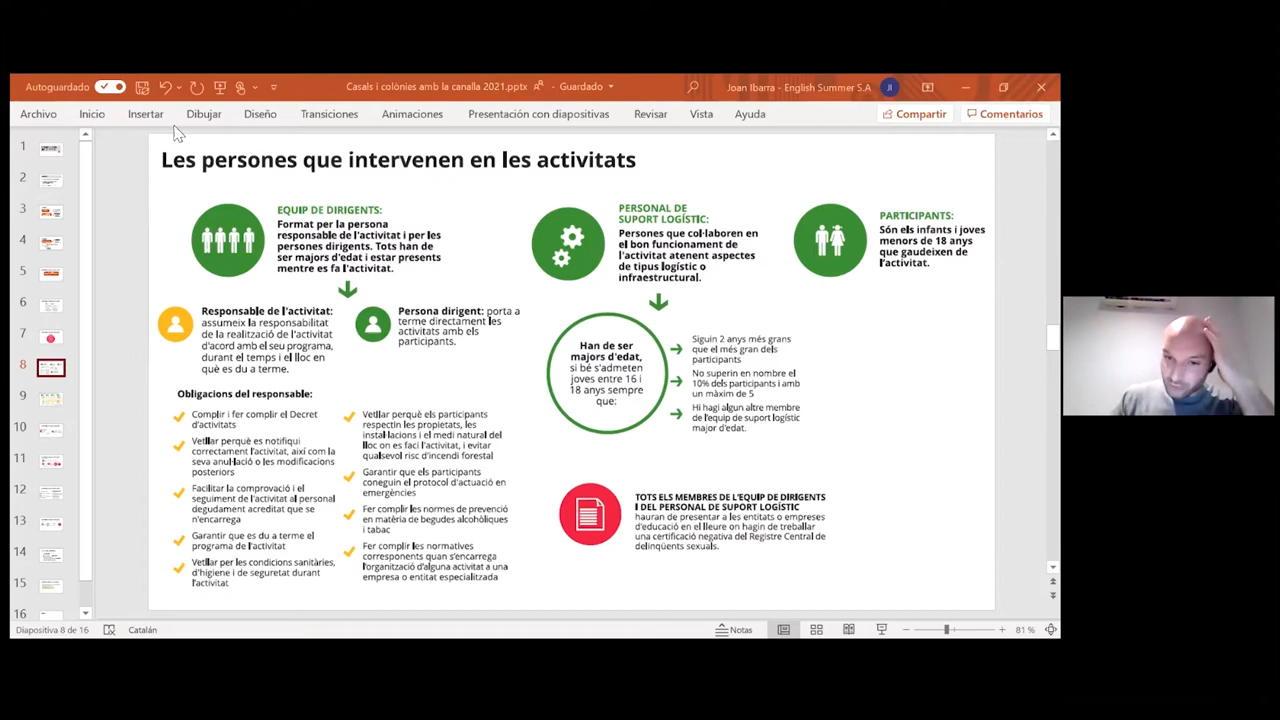 Autoguardado
Casals i colònies amb la canalla 2021.pptx
- Guardado
Joan Ibarra - English Summer S.A
JI
Archivo
Inicio
Insertar
Dibujar
Diseño
Transiciones
Animaciones
Presentación con diapositivas
Revisar
Vista
Ayuda
Compartir
Comentarios
1
2
3
4
5
6
7
8
9
10
11
12
13
14
15
16
Les persones que intervenen en les activitats
EQUIP DE DIRIGENTS:
Format per la persona
responsable de l'activitat i per les
persones dirigents. Tots han de
ser majors d'edat i estar presents
mentre es fa l'activitat.
Responsable de l'activitat:
assumeix la responsabilitat
de la realització de l'activitat
d'acord amb el seu programa,
durant el temps i el lloc en
què es du a terme.
Persona dirigent: porta a
terme directament les
activitats amb els
participants.
Obligacions del responsable:
Complir i fer complir el Decret
d'activitats
Vetllar perquè es notifiqui
correctament l'activitat, així com la
seva anul·lació o les modificacions
posteriors
Facilitar la comprovació i el
seguiment de l'activitat al personal
degudament acreditat que se
n'encarrega
Garantir que es du a terme el
programa de l'activitat
Vetllar per les condicions sanitàries,
d'higiene i de seguretat durant
l'activitat
Vetllar perquè els participants
respectin les propietats, les
instal·lacions i el medi natural del
lloc on es faci l'activitat, i evitar
qualsevol risc d'incendi forestal
Garantir que els participants
coneguin el protocol d'actuació en
emergències
Fer complir les normes de prevenció
en matèria de begudes alcohòliques
i tabac
Fer complir les normatives
corresponents quan s'encarrega
l'organització d'alguna activitat a una
empresa o entitat especialitzada
PERSONAL DE
SUPORT LOGÍSTIC:
Persones que col·laboren en
el bon funcionament de
l'activitat atenent aspectes
de tipus logístic o
infraestructural.
Han de ser
majors d'edat,
si bé s'admeten
joves entre 16 i
18 anys sempre
que:
Siguin 2 anys més grans
que el més gran dels
participants
No superin en nombre el
10% dels participants i amb
un màxim de 5
Hi hagi algun altre membre
de l'equip de suport logístic
major d'edat.
TOTS ELS MEMBRES DE L'EQUIP DE DIRIGENTS
I DEL PERSONAL DE SUPORT LOGÍSTIC
hauran de presentar a les entitats o empreses
d'educació en el lleure on hagin de treballar
una certificació negativa del Registre Central de
delinqüents sexuals.
PARTICIPANTS:
Són els infants i joves
menors de 18 anys
que gaudeixen de
l'activitat.
Diapositiva 8 de 16
Catalán
Notas
81 %